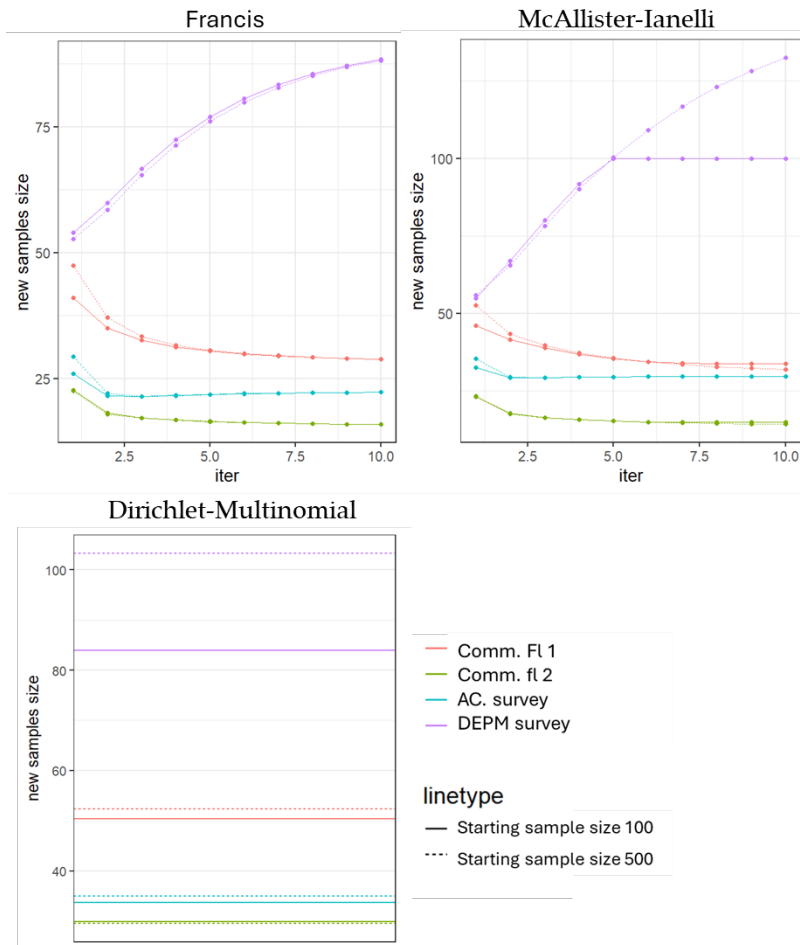 Francis
McAllister-Ianelli
new samples size
75
50
25
2.5 5.0 7.5 10.0
iter
new samples size
100
50
2.5 5.0 7.5 10.0
iter
Dirichlet-Multinomial
new samples size
100
80
60
40
Comm. Fl 1
Comm. fl 2
AC. survey
DEPM survey
linetype
Starting sample size 100
Starting sample size 500